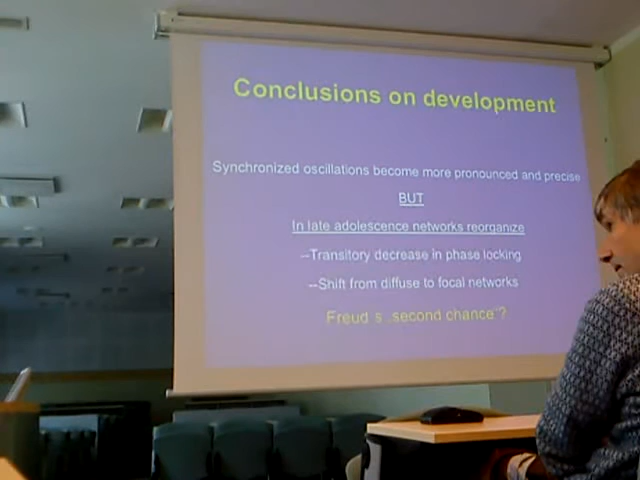 Conclusions on development
Synchronized oscillations become more pronounced and precise
BUT
In late adolescence networks reorganize
--Transitory decrease in phase locking
--Shift from diffuse to focal networks
Freud s „second chance"?